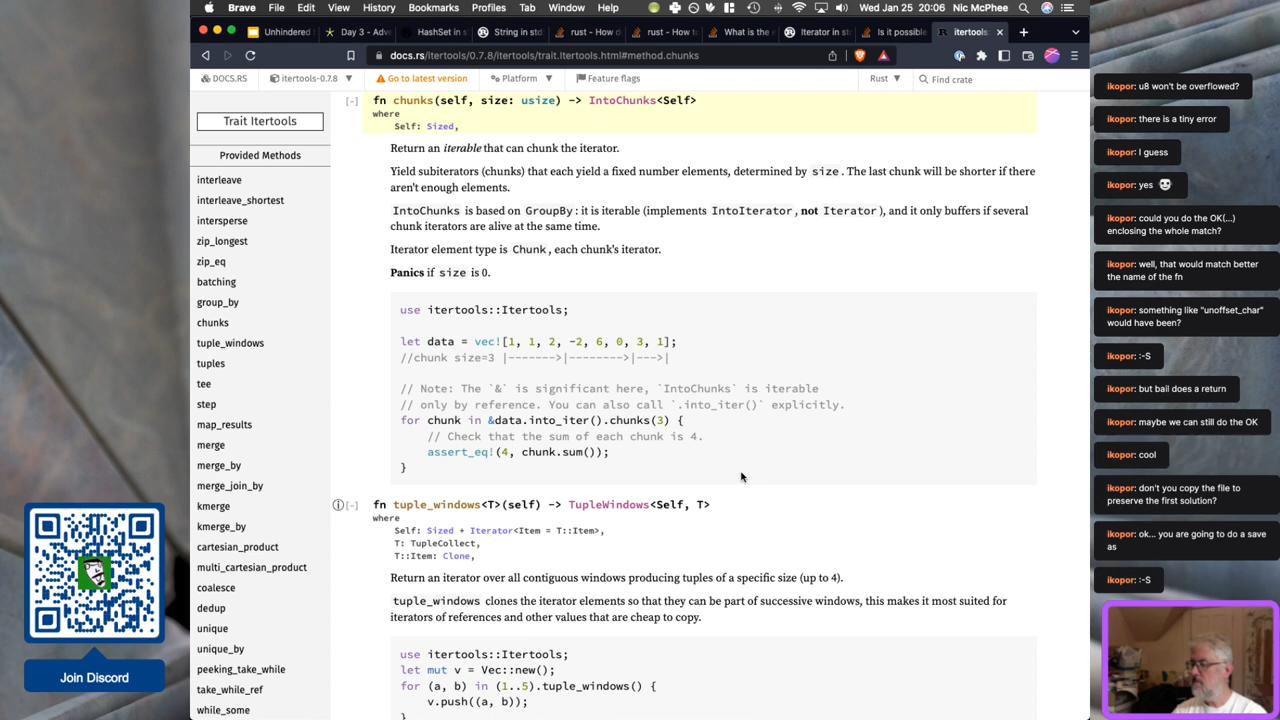 Brave File Edit View History Bookmarks Profiles Tab Window Help Wed Jan 25 20:06 Nic McPhee
Unhindered Day 3 - Adve HashSet in s String in std rust - How d rust - How t What is the Iterator in st Is it possibl itertools
docs.rs/itertools/0.7.8/itertools/trait.Itertools.html#method.chunks
DOCS.RS itertools-0.7.8 Go to latest version Platform Feature flags Rust Find crate
Trait Itertools
Provided Methods
interleave
interleave_shortest
intersperse
zip_longest
zip_eq
batching
group_by
chunks
tuple_windows
tuples
tee
step
map_results
merge
merge_by
merge_join_by
kmerge
kmerge_by
cartesian_product
multi_cartesian_product
coalesce
dedup
unique
unique_by
peeking_take_while
take_while_ref
while_some
[-] fn chunks(self, size: usize) -> IntoChunks<Self>
where
Self: Sized,
Return an iterable that can chunk the iterator.
Yield subiterators (chunks) that each yield a fixed number elements, determined by size. The last chunk will be shorter if there
aren't enough elements.
IntoChunks is based on GroupBy: it is iterable (implements IntoIterator, not Iterator), and it only buffers if several
chunk iterators are alive at the same time.
Iterator element type is Chunk, each chunk's iterator.
Panics if size is 0.
use itertools::Itertools;
let data = vec![1, 1, 2, -2, 6, 0, 3, 1];
//chunk size=3 |------->|-------->|--->|
// Note: The `&` is significant here, `IntoChunks` is iterable
// only by reference. You can also call `.into_iter()` explicitly.
for chunk in &data.into_iter().chunks(3) {
// Check that the sum of each chunk is 4.
assert_eq!(4, chunk.sum());
}
ⓘ [-] fn tuple_windows<T>(self) -> TupleWindows<Self, T>
where
Self: Sized + Iterator<Item = T::Item>,
T: TupleCollect,
T::Item: Clone,
Return an iterator over all contiguous windows producing tuples of a specific size (up to 4).
tuple_windows clones the iterator elements so that they can be part of successive windows, this makes it most suited for
iterators of references and other values that are cheap to copy.
use itertools::Itertools;
let mut v = Vec::new();
for (a, b) in (1..5).tuple_windows() {
v.push((a, b));
}
ikopor: u8 won't be overflowed?
ikopor: there is a tiny error
ikopor: I guess
ikopor: yes
ikopor: could you do the OK(...)
enclosing the whole match?
ikopor: well, that would match better
the name of the fn
ikopor: something like "unoffset_char"
would have been?
ikopor: :-S
ikopor: but bail does a return
ikopor: maybe we can still do the OK
ikopor: cool
ikopor: don't you copy the file to
preserve the first solution?
ikopor: ok... you are going to do a save
as
ikopor: :-S
Join Discord